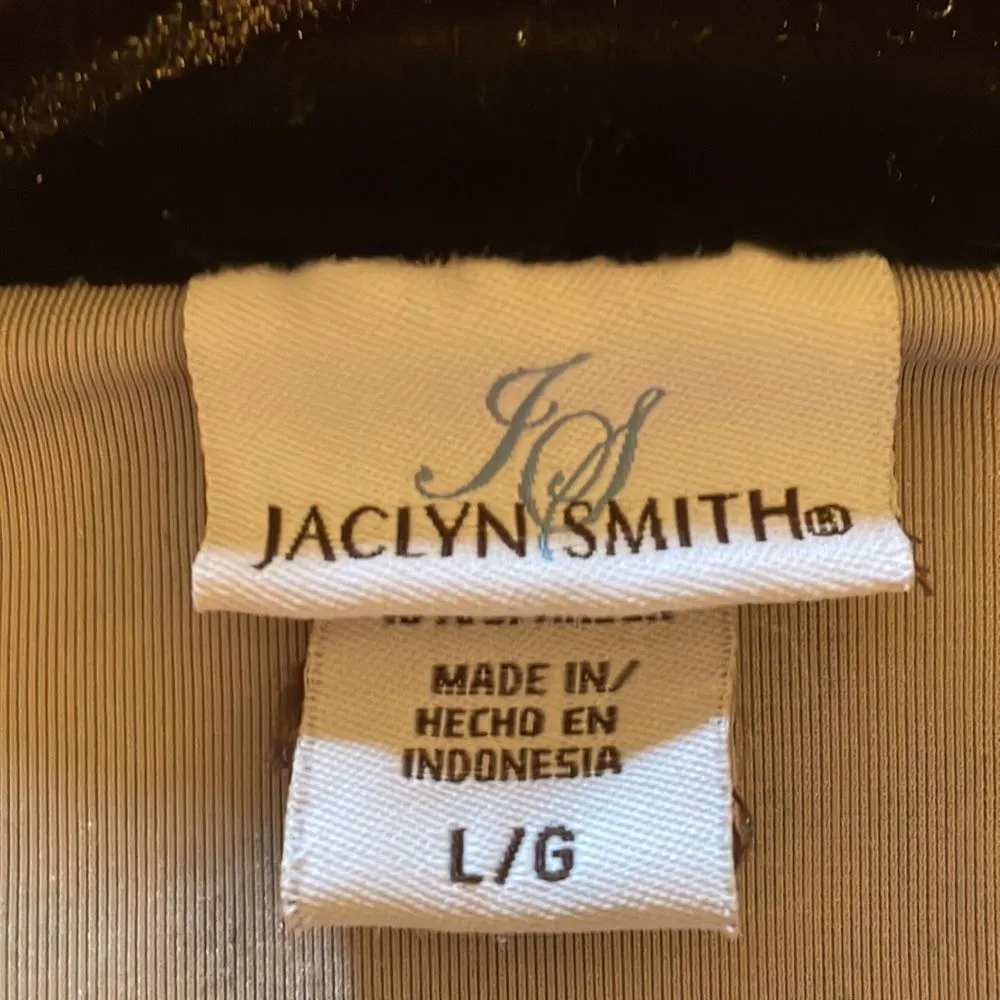 JS
JACLYN SMITH®
MADE IN/
HECHO EN
INDONESIA
L/G